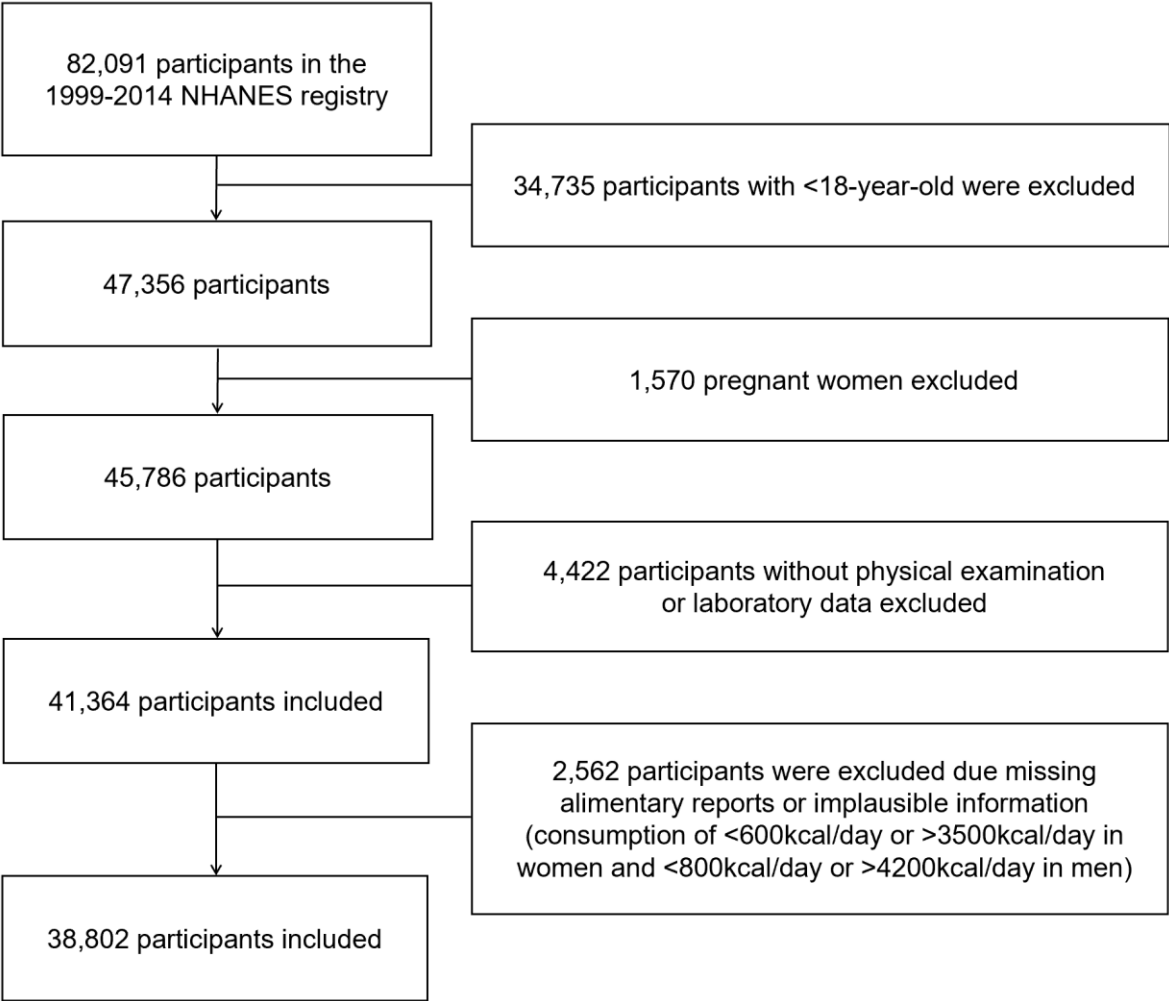 82,091 participants in the
1999-2014 NHANES registry
34,735 participants with <18-year-old were excluded
47,356 participants
1,570 pregnant women excluded
45,786 participants
4,422 participants without physical examination
or laboratory data excluded
41,364 participants included
2,562 participants were excluded due missing
alimentary reports or implausible information
(consumption of <600kcal/day or >3500kcal/day in
women and <800kcal/day or >4200kcal/day in men)
38,802 participants included